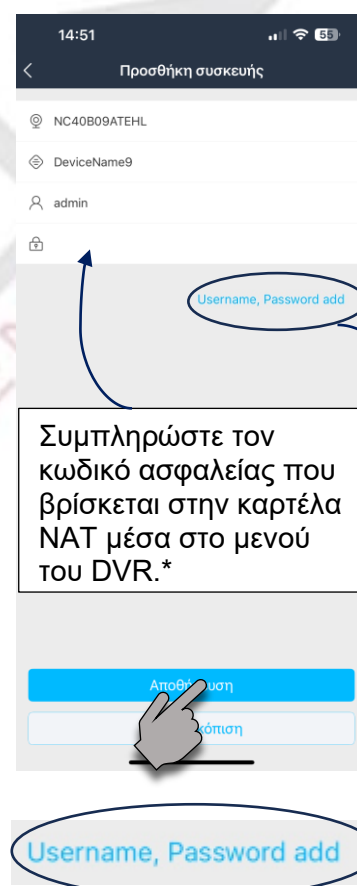 14:51
55
Προσθήκη συσκευής
NC40B09ATEHL
DeviceName9
admin
Username, Password add
Συμπληρώστε τον
κωδικό ασφαλείας που
βρίσκεται στην καρτέλα
NAT μέσα στο μενού
του DVR.*
Username, Password add